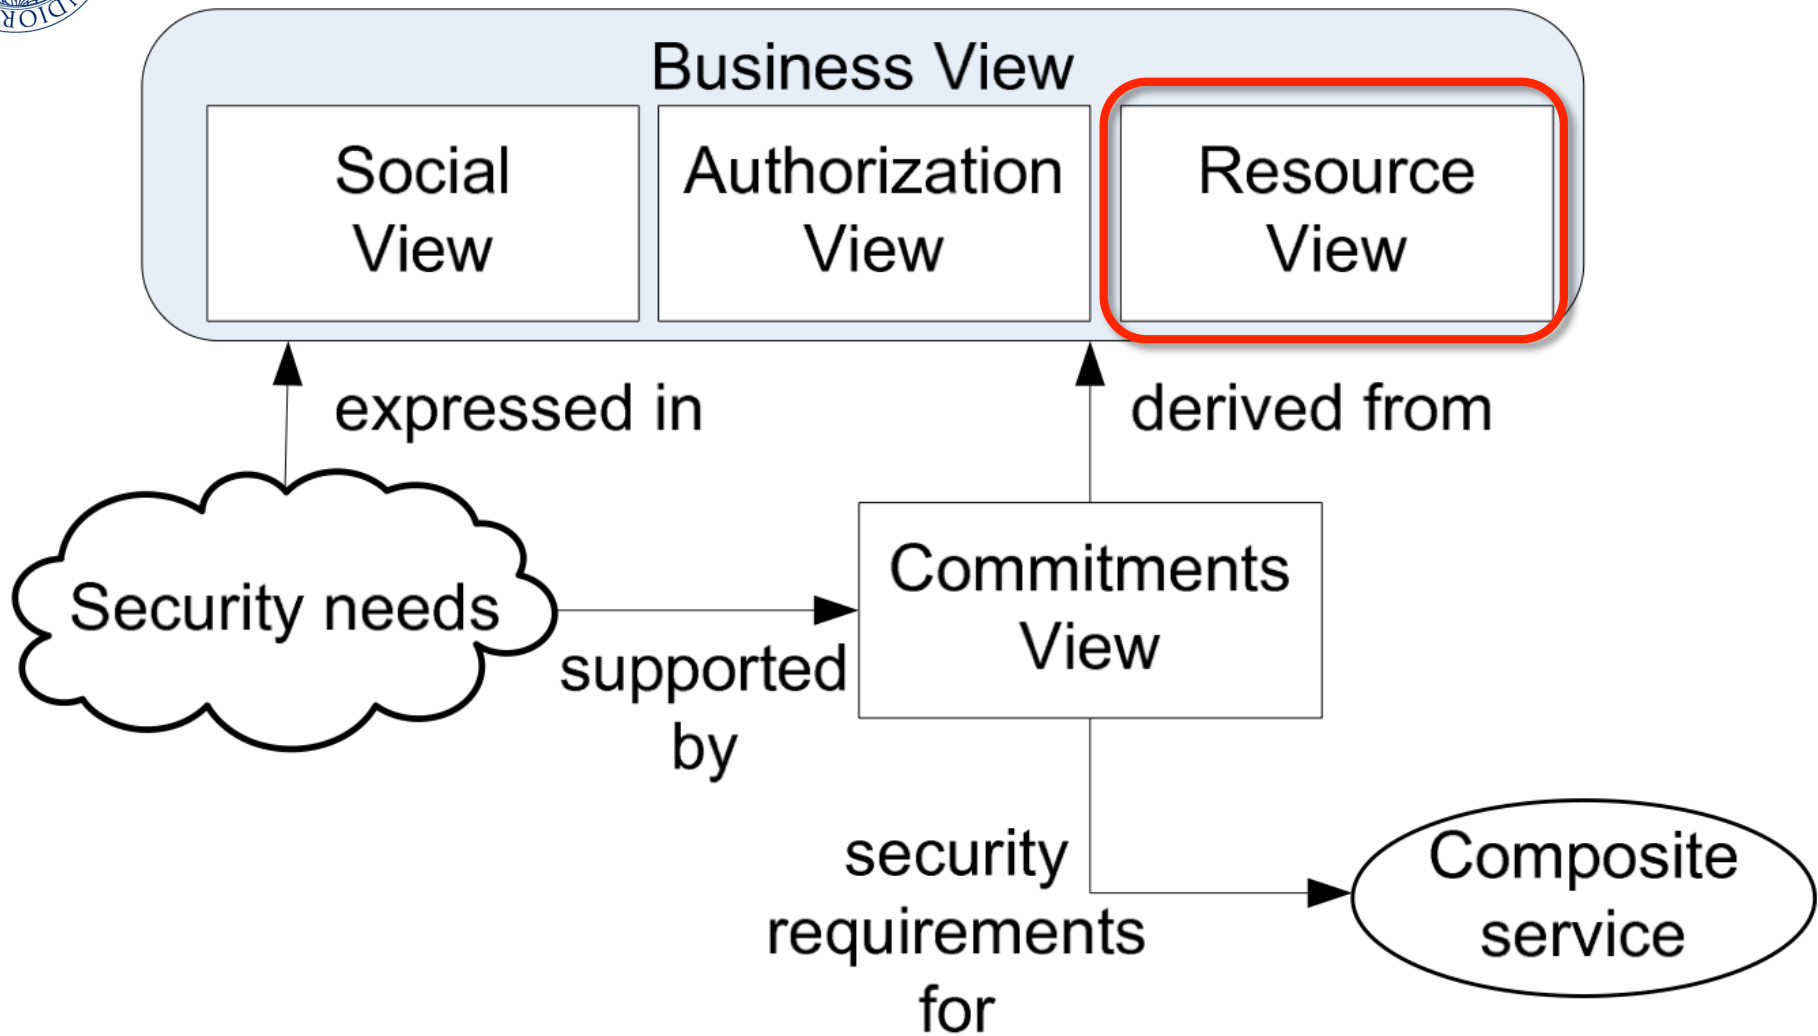 Business View
Social
View
Authorization
View
Resource
View
expressed in
derived from
Security needs
supported
by
Commitments
View
security
requirements
for
Composite
service